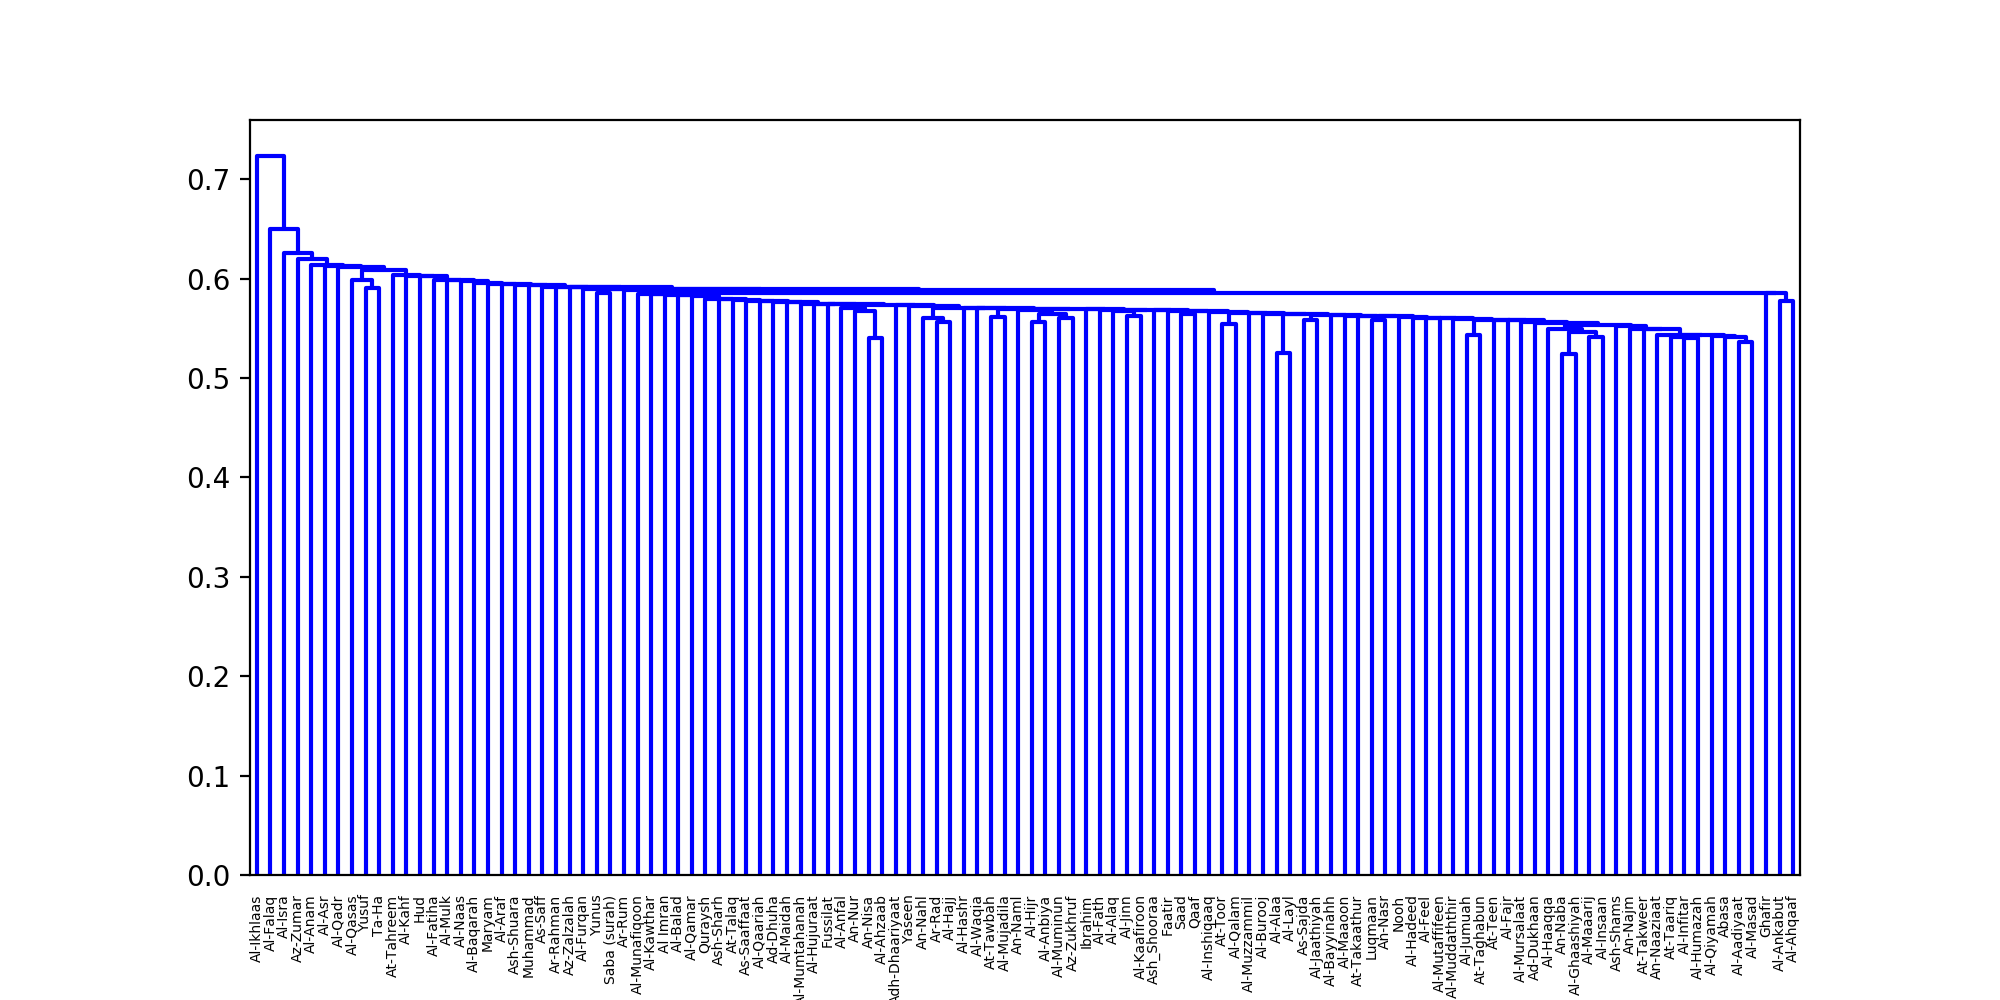 0.7
0.6
0.5
0.4
0.3
0.2
0.1
0.0
Al-Ikhlaas
Al-Falaq
Al-Isra
Az-Zumar
Al-Anam
Al-Asr
Al-Qadr
Al-Qasas
Yusuf
Ta-Ha
At-Tahreem
Al-Kahf
Hud
Al-Fatiha
Al-Mulk
Al-Naas
Al-Baqarah
Maryam
Al-Araf
Ash-Shuara
Muhammad
As-Saff
Ar-Rahman
Az-Zalzalah
Al-Furqan
Yunus
Saba (surah)
Ar-Rum
Al-Munafiqoon
Al-Kawthar
Al Imran
Al-Balad
Al-Qamar
Quraysh
Ash-Sharh
At-Talaq
As-Saaffaat
Al-Qaariah
Ad-Dhuha
Al-Maidah
Al-Mumtahanah
Al-Hujuraat
Fussilat
Al-Anfal
An-Nur
An-Nisa
Al-Ahzaab
Adh-Dhaariyaat
Yaseen
An-Nahl
Ar-Rad
Al-Hajj
Al-Hashr
Al-Waqia
At-Tawbah
Al-Mujadila
An-Naml
Al-Hijr
Al-Anbiya
Al-Muminun
Az-Zukhruf
Ibrahim
Al-Fath
Al-Alaq
Al-Jinn
Al-Kaafiroon
Ash_Shooraa
Faatir
Saad
Qaaf
Al-Inshiqaaq
At-Toor
Al-Qalam
Al-Muzzammil
Al-Burooj
Al-Alaa
Al-Layl
As-Sajda
Al-Jaathiyah
Al-Bayyinahh
Al-Maaoon
At-Takaathur
Luqmaan
An-Nasr
Nooh
Al-Hadeed
Al-Feel
Al-Mutaffifeen
Al-Muddaththir
Al-Jumuah
At-Taghabun
At-Teen
Al-Fajr
Al-Mursalaat
Ad-Dukhaan
Al-Haaqqa
An-Naba
Al-Ghaashiyah
Al-Maaarij
Al-Insaan
Ash-Shams
An-Najm
At-Takweer
An-Naaziaat
At-Taariq
Al-Infitar
Al-Humazah
Al-Qiyamah
Abasa
Al-Aadiyaat
Al-Masad
Ghafir
Al-Ankabut
Al-Ahqaaf